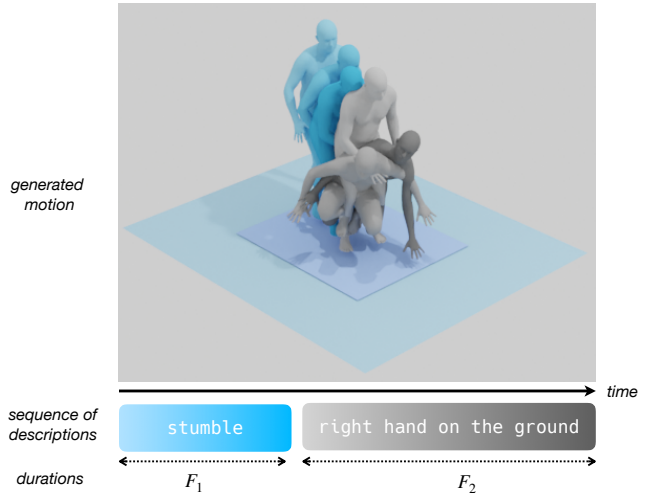 generated
motion
time
sequence of
descriptions
stumble
right hand on the ground
durations
F1
F2